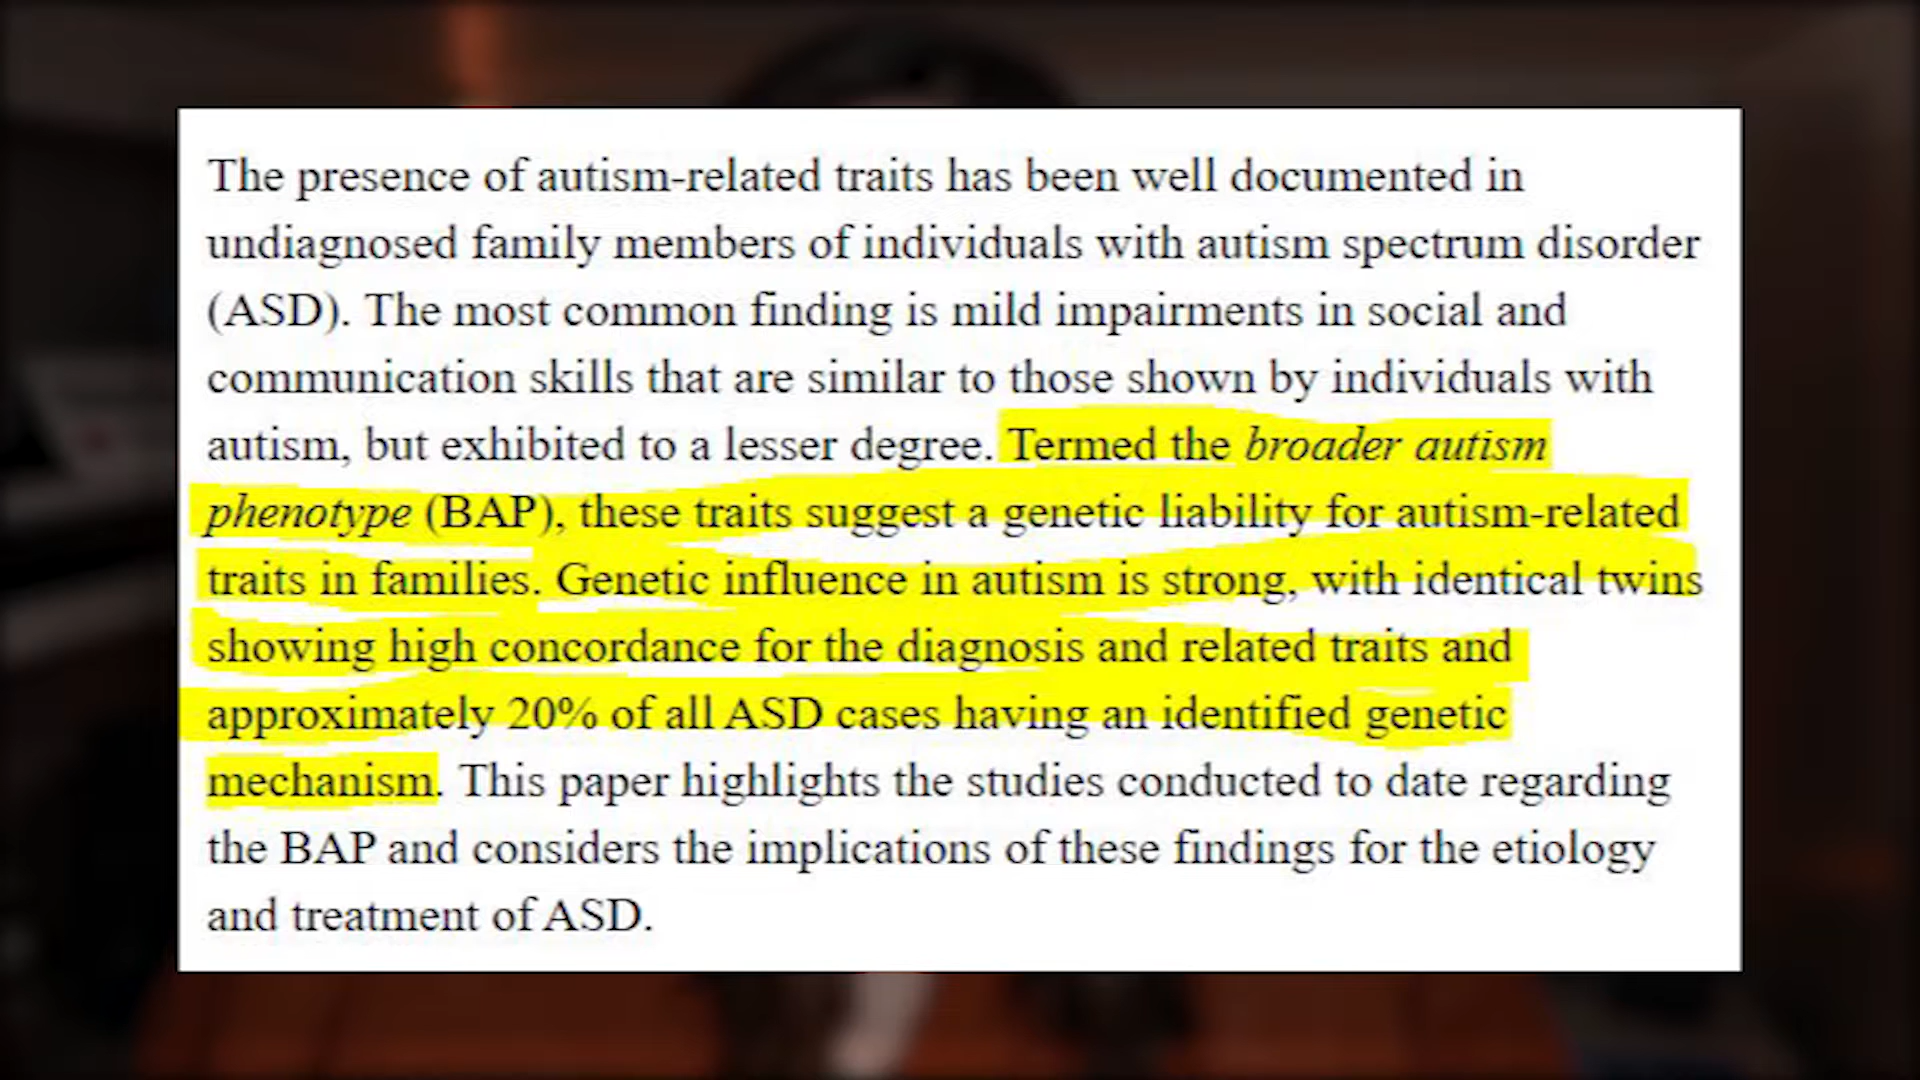 The presence of autism-related traits has been well documented in
undiagnosed family members of individuals with autism spectrum disorder
(ASD). The most common finding is mild impairments in social and
communication skills that are similar to those shown by individuals with
autism, but exhibited to a lesser degree. Termed the broader autism
phenotype (BAP), these traits suggest a genetic liability for autism-related
traits in families. Genetic influence in autism is strong, with identical twins
showing high concordance for the diagnosis and related traits and
approximately 20% of all ASD cases having an identified genetic
mechanism. This paper highlights the studies conducted to date regarding
the BAP and considers the implications of these findings for the etiology
and treatment of ASD.